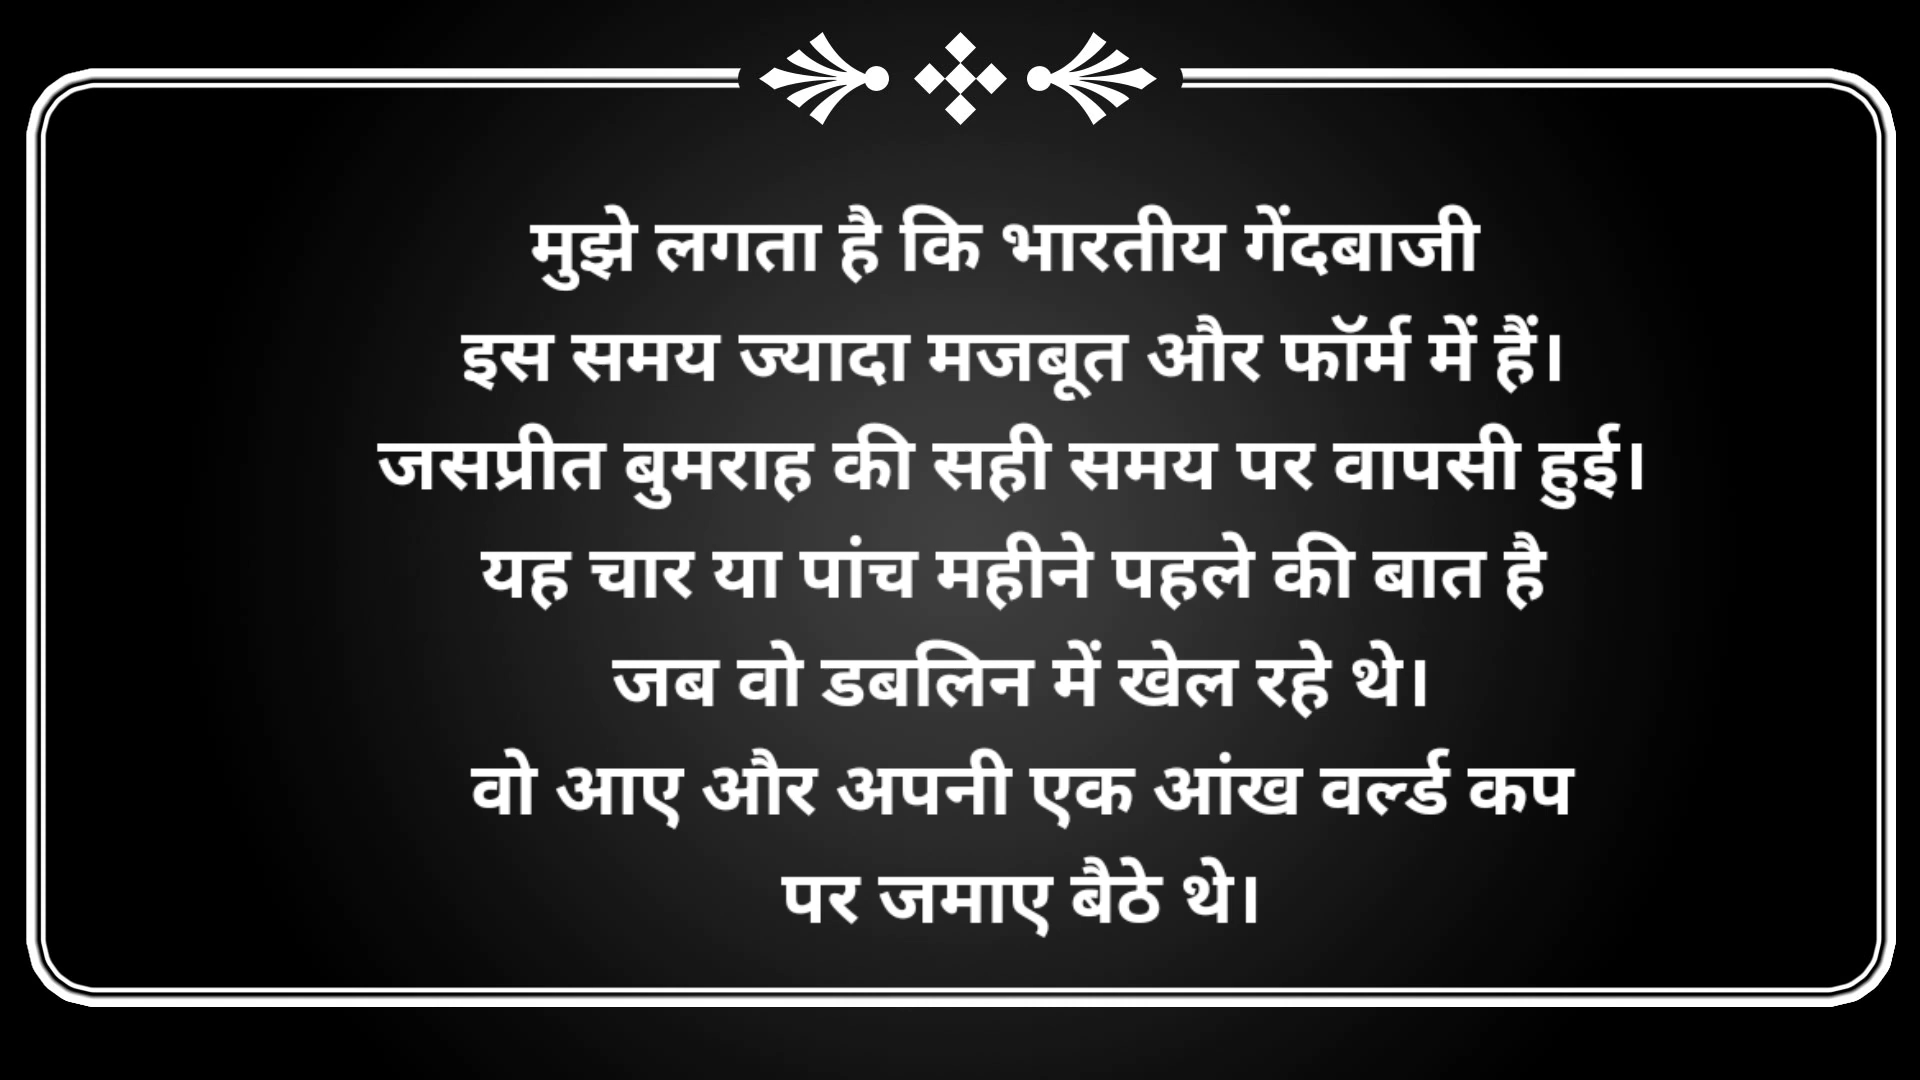 मुझे लगता है कि भारतीय गेंदबाजी
इस समय ज्यादा मजबूत और फॉर्म में हैं।
जसप्रीत बुमराह की सही समय पर वापसी हुई।
यह चार या पांच महीने पहले की बात है
जब वो डबलिन में खेल रहे थे।
वो आए और अपनी एक आंख वर्ल्ड कप
पर जमाए बैठे थे।